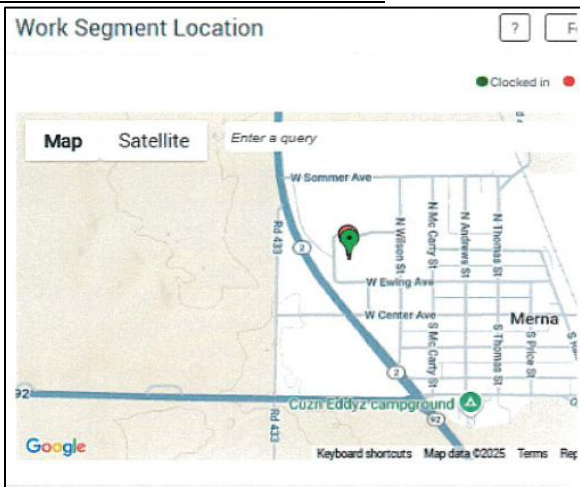 Work Segment Location
?
Clocked in
Map
Satellite
Enter a query
W Sommer Ave
Rd 433
2
N Wilson St
N Mc Carty St
N Andrews St
N Thomas St
W Ewing Ave
W Center Ave
Merna
S Mc Carty St
S Thomas St
S Price St
2
92
Cuzn Eddyz campground
92
Rd 433
Google
Keyboard shortcuts
Map data ©2025
Terms